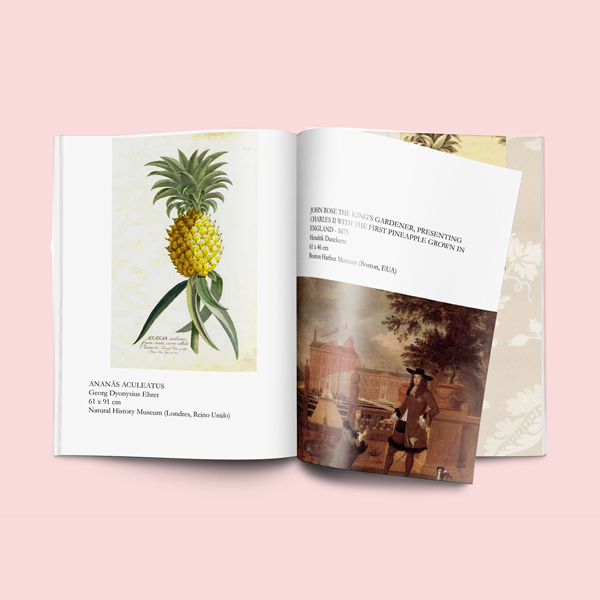 ANANAS aculeatus
ANANÁS ACULEATUS
Georg Dyonysius Ehret
61 x 91 cm
Natural History Museum (Londres, Reino Unido)
JOHN ROSE THE KING'S GARDENER, PRESENTING
CHARLES II WITH THE FIRST PINEAPPLE GROWN IN
ENGLAND - 1675
Hendrik Danckerts
61 x 46 cm
Boston Harbor Museum (Boston, EUA)